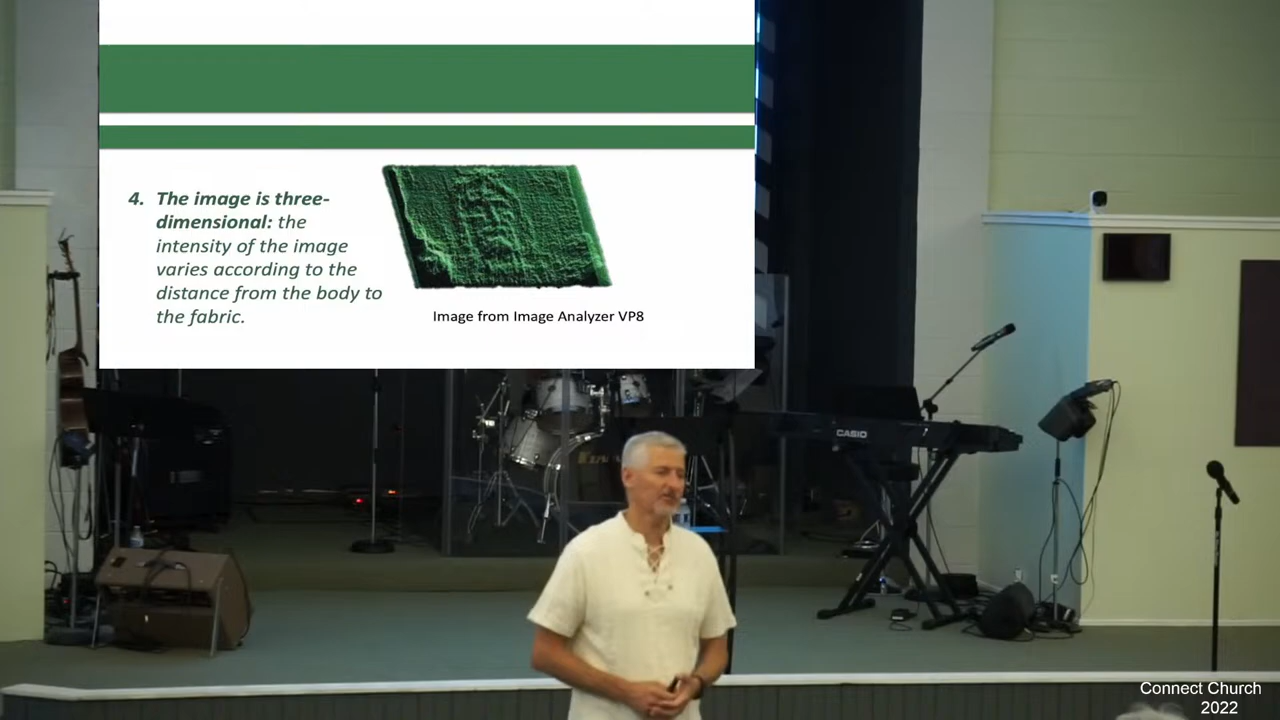 4. The image is three-
dimensional: the
intensity of the image
varies according to the
distance from the body to
the fabric.
Image from Image Analyzer VP8
CASIO
Connect Church
2022